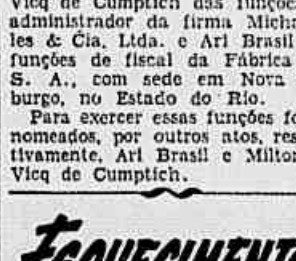 Vicq de Cumptich das funções
administrador da firma Micha
les & Cia. Ltda. e Ari Brasil
funções de fiscal da Fábrica
S. A., com sede em Nova
burgo, no Estado do Rio.
Para exercer essas funções fo
nomeados, por outros atos, res
tivamente, Ari Brasil e Milton
Vicq de Cumptich.
ESQUECIMENTO